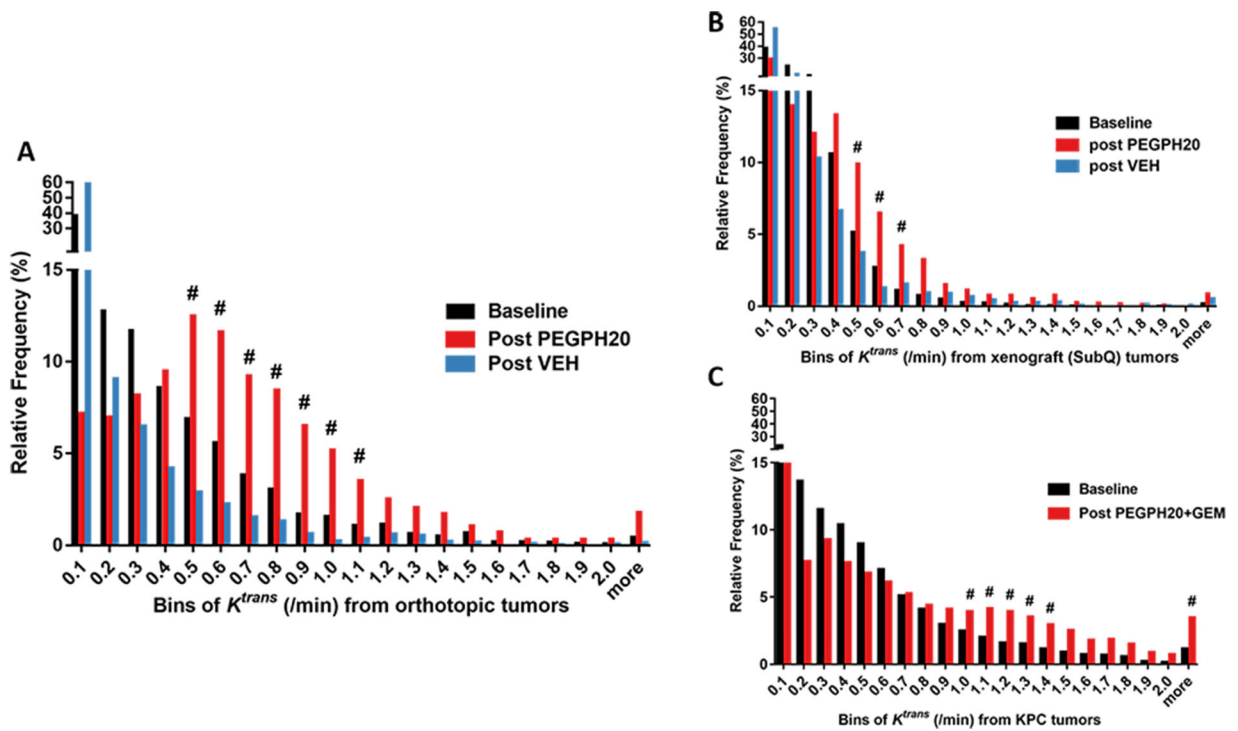 A
Relative Frequency (%)
60
50
40
30
15
10
5
0
# # # # # # #
Baseline
Post PEGPH20
Post VEH
0.1 0.2 0.3 0.4 0.5 0.6 0.7 0.8 0.9 1.0 1.1 1.2 1.3 1.4 1.5 1.6 1.7 1.8 1.9 2.0 more
Bins of Ktrans (/min) from orthotopic tumors
B
Relative Frequency (%)
60
50
40
30
15
10
5
0
# # #
Baseline
post PEGPH20
post VEH
0.1 0.2 0.3 0.4 0.5 0.6 0.7 0.8 0.9 1.0 1.1 1.2 1.3 1.4 1.5 1.6 1.7 1.8 1.9 2.0 more
Bins of Ktrans (/min) from xenograft (SubQ) tumors
C
Relative Frequency (%)
60
50
40
30
15
10
5
0
# # # # # #
Baseline
Post PEGPH20+GEM
0.1 0.2 0.3 0.4 0.5 0.6 0.7 0.8 0.9 1.0 1.1 1.2 1.3 1.4 1.5 1.6 1.7 1.8 1.9 2.0 more
Bins of Ktrans (/min) from KPC tumors